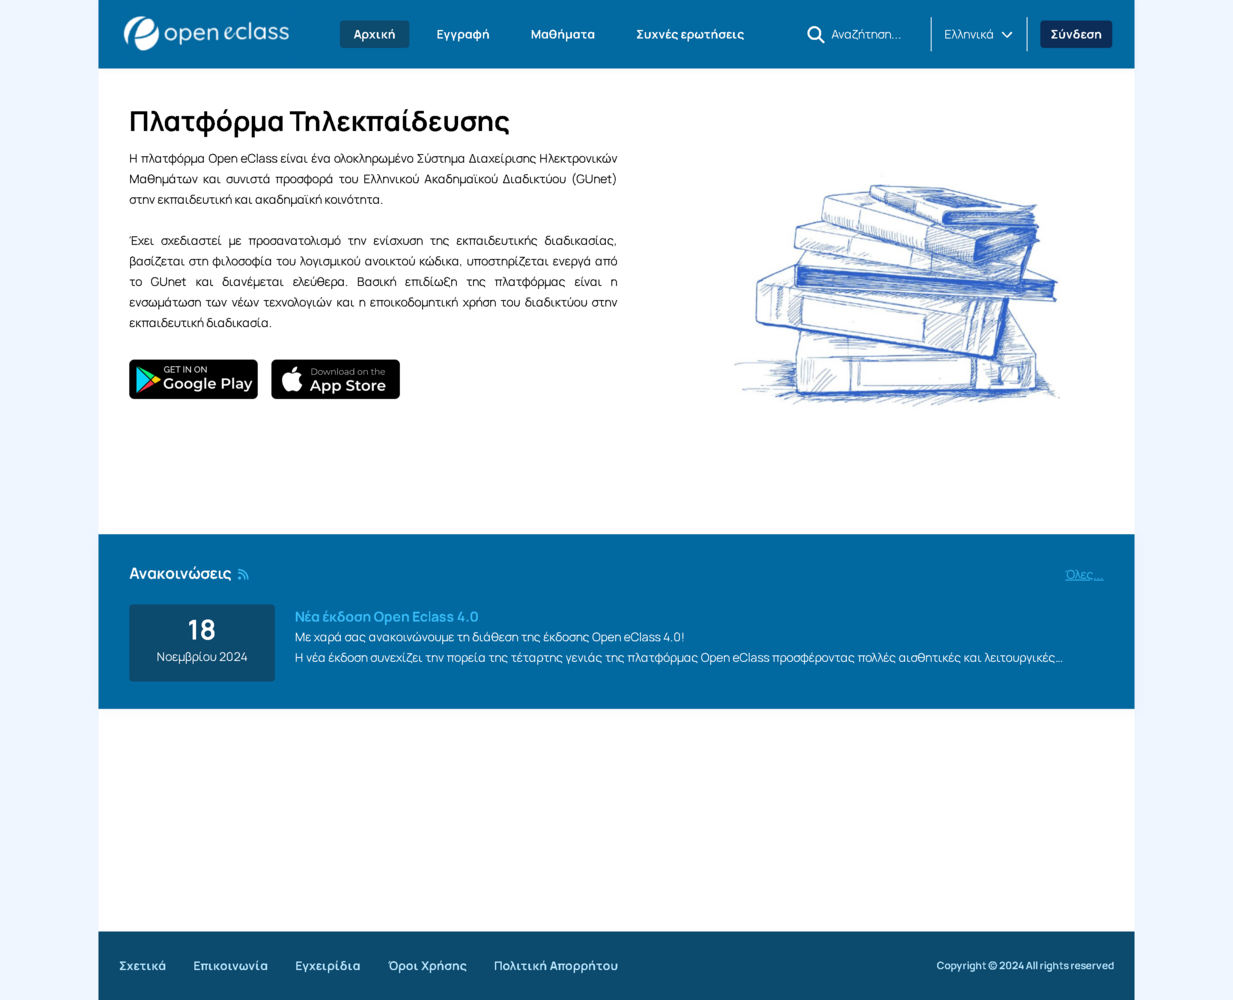 open eclass
Αρχική
Εγγραφή
Μαθήματα
Συχνές ερωτήσεις
Αναζήτηση...
Ελληνικά
Σύνδεση
Πλατφόρμα Τηλεκπαίδευσης
Η πλατφόρμα Open eClass είναι ένα ολοκληρωμένο Σύστημα Διαχείρισης Ηλεκτρονικών
Μαθημάτων και συνιστά προσφορά του Ελληνικού Ακαδημαϊκού Διαδικτύου (GUnet)
στην εκπαιδευτική και ακαδημαϊκή κοινότητα.
Έχει σχεδιαστεί με προσανατολισμό την ενίσχυση της εκπαιδευτικής διαδικασίας,
βασίζεται στη φιλοσοφία του λογισμικού ανοικτού κώδικα, υποστηρίζεται ενεργά από
το GUnet και διανέμεται ελεύθερα. Βασική επιδίωξη της πλατφόρμας είναι η
ενσωμάτωση των νέων τεχνολογιών και η εποικοδομητική χρήση του διαδικτύου στην
εκπαιδευτική διαδικασία.
GET IN ON
Google Play
Download on the
App Store
Ανακοινώσεις
Όλες...
18
Νοεμβρίου 2024
Νέα έκδοση Open Eclass 4.0
Με χαρά σας ανακοινώνουμε τη διάθεση της έκδοσης Open eClass 4.0!
Η νέα έκδοση συνεχίζει την πορεία της τέταρτης γενιάς της πλατφόρμας Open eClass προσφέροντας πολλές αισθητικές και λειτουργικές...
Σχετικά
Επικοινωνία
Εγχειρίδια
Όροι Χρήσης
Πολιτική Απορρήτου
Copyright © 2024 All rights reserved